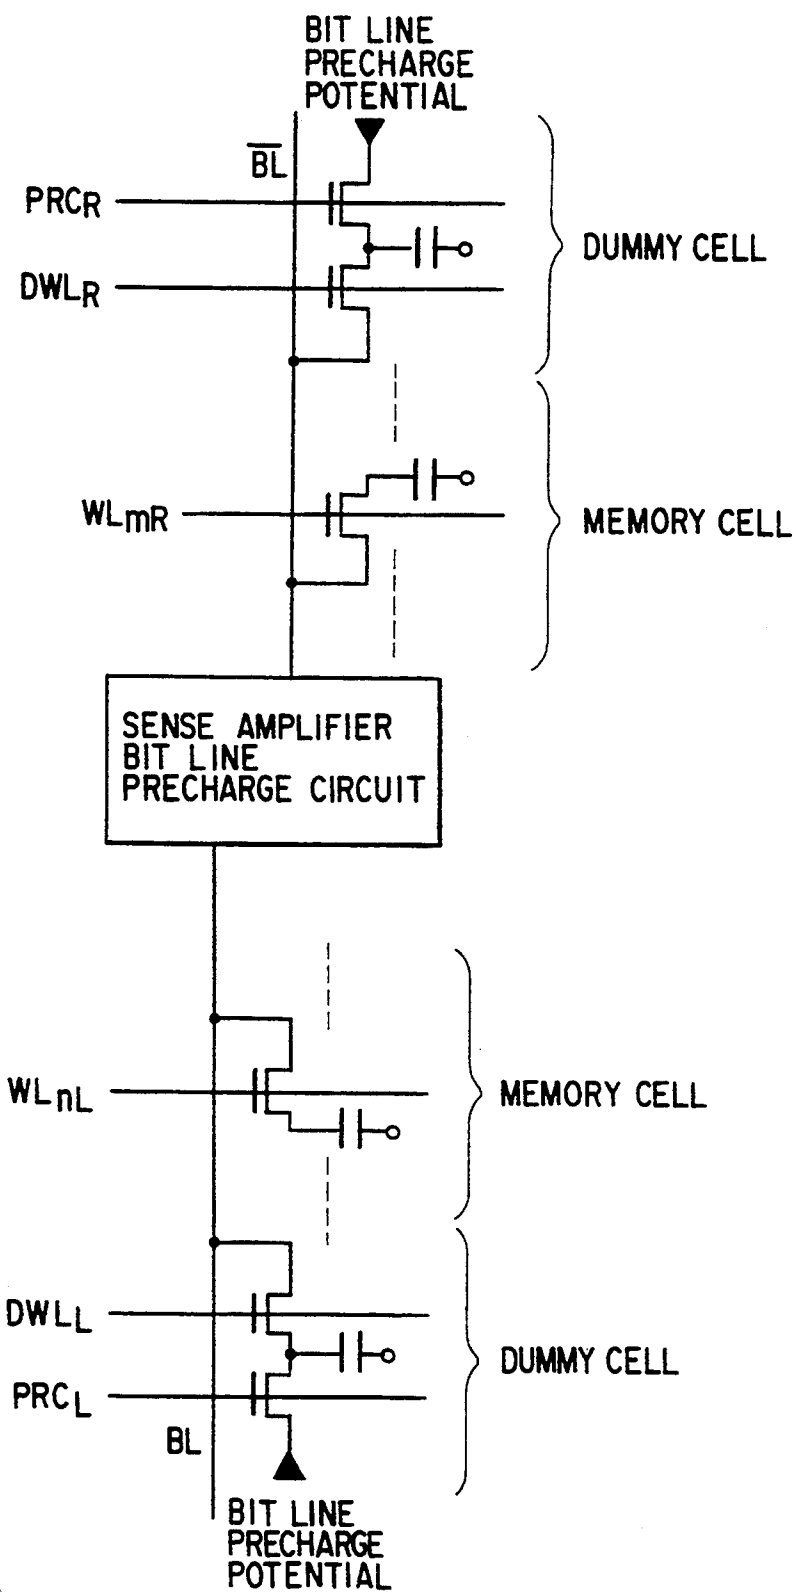 BIT LINE
PRECHARGE
POTENTIAL
B̅L̅
PRCR
DWLR
DUMMY CELL
WLmR
MEMORY CELL
SENSE AMPLIFIER
BIT LINE
PRECHARGE CIRCUIT
WLnL
MEMORY CELL
DWLL
DUMMY CELL
PRCL
BL
BIT LINE
PRECHARGE
POTENTIAL